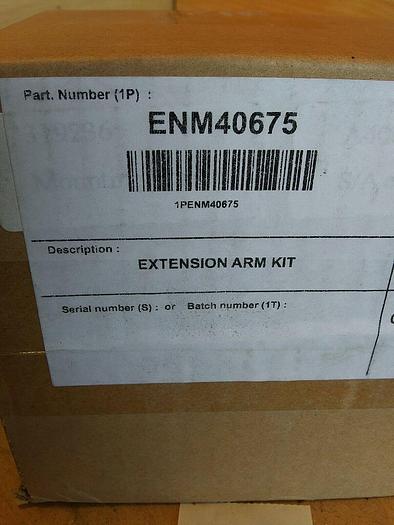 Part. Number (1P) :
ENM40675
1PENM40675
Description :
EXTENSION ARM KIT
Serial number (S) : or Batch number (1T) :